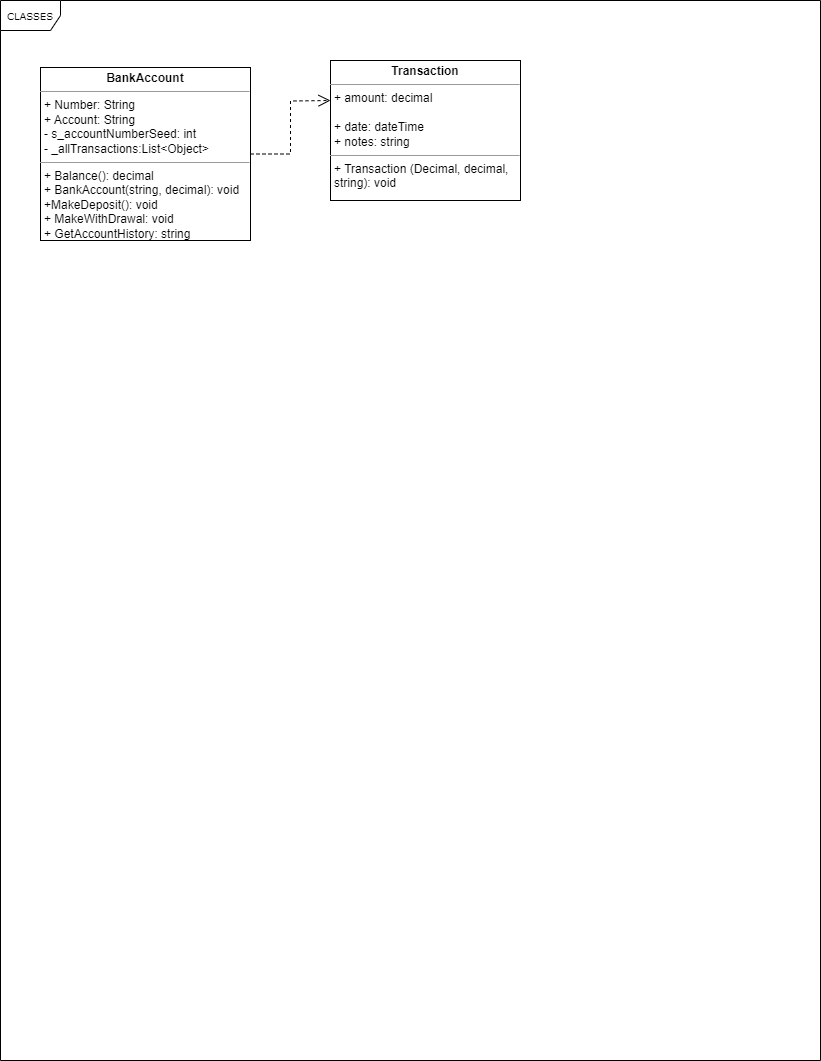 CLASSES
BankAccount
+ Number: String
+ Account: String
- s_accountNumberSeed: int
- _allTransactions:List<Object>
+ Balance(): decimal
+ BankAccount(string, decimal): void
+MakeDeposit(): void
+ MakeWithDrawal: void
+ GetAccountHistory: string
Transaction
+ amount: decimal
+ date: dateTime
+ notes: string
+ Transaction (Decimal, decimal,
string): void